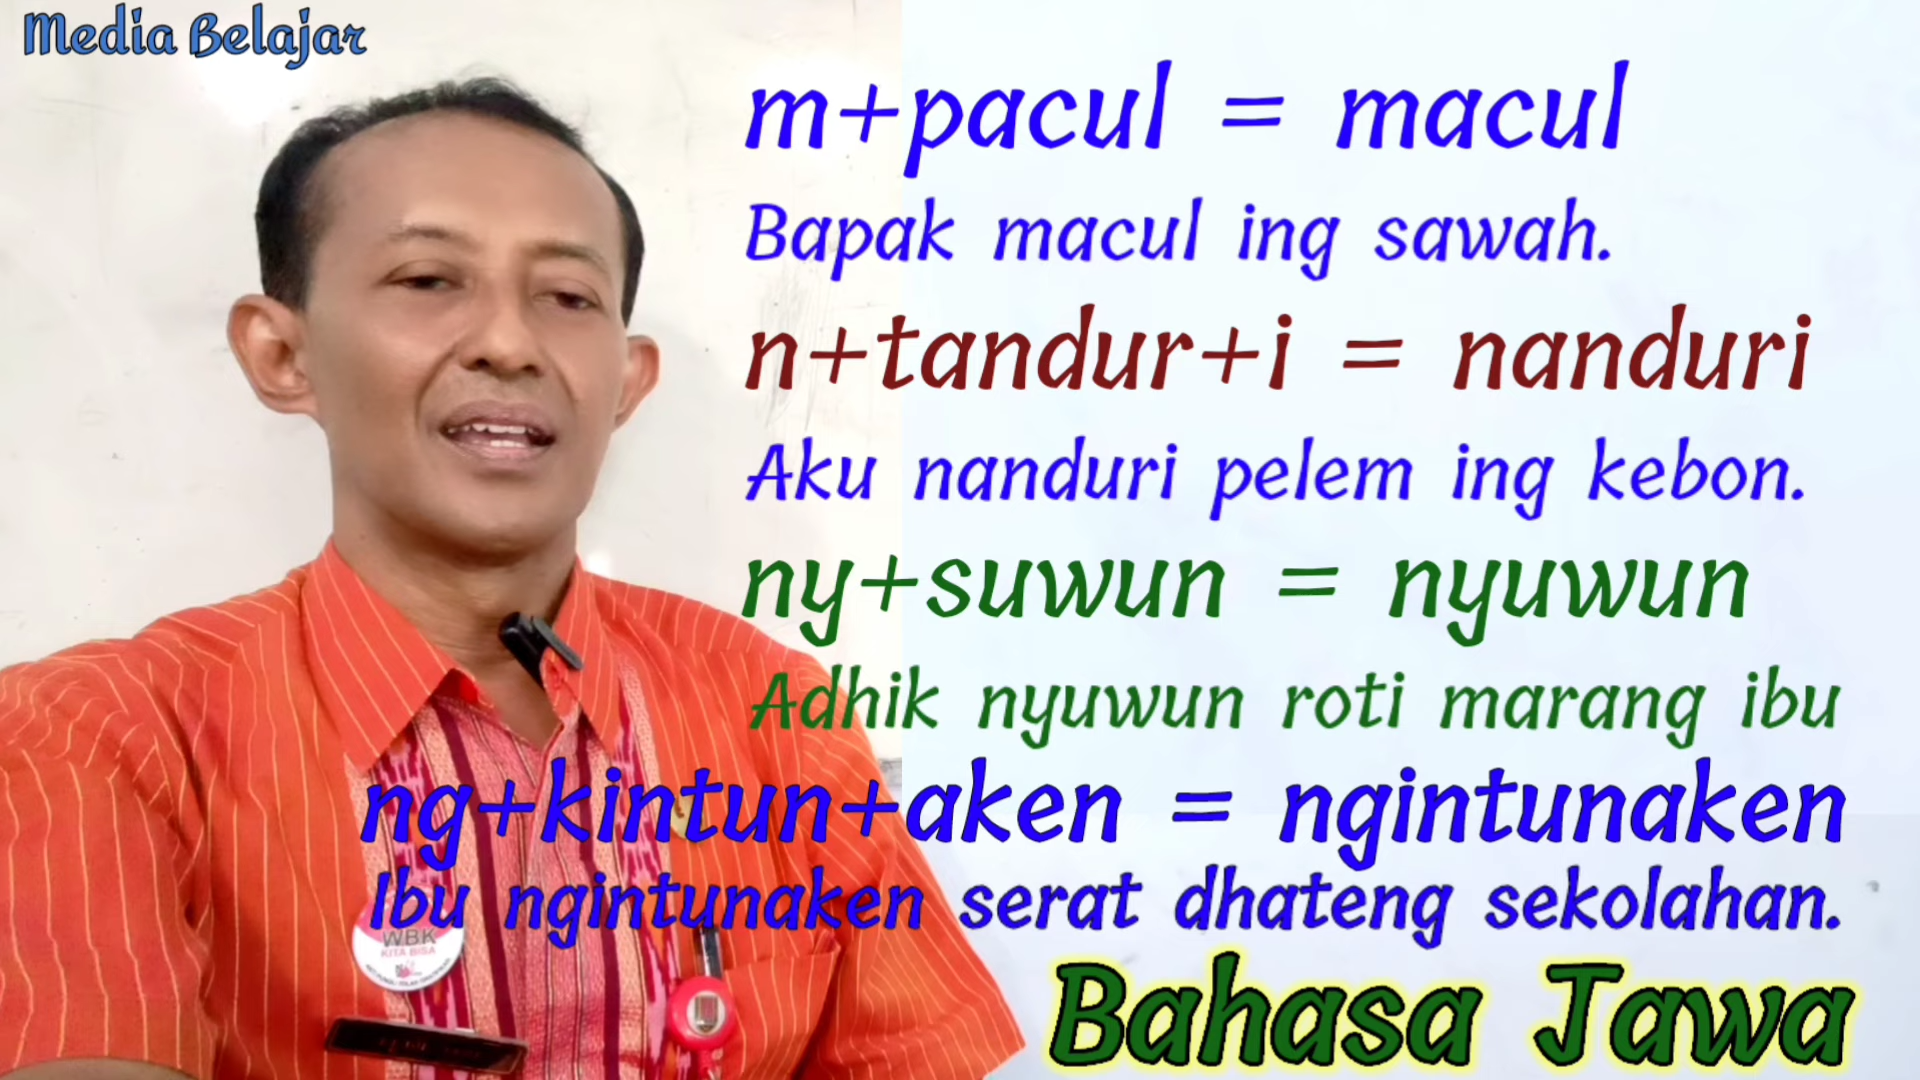 Media Belajar
m+pacul = macul
Bapak macul ing sawah.
n+tandur+i = nanduri
Aku nanduri pelem ing kebon.
ny+suwun = nyuwun
Adhik nyuwun roti marang ibu
ng+kintun+aken = ngintunaken
Ibu ngintunaken serat dhateng sekolahan.
WBK
KITA BISA
Bahasa Jawa